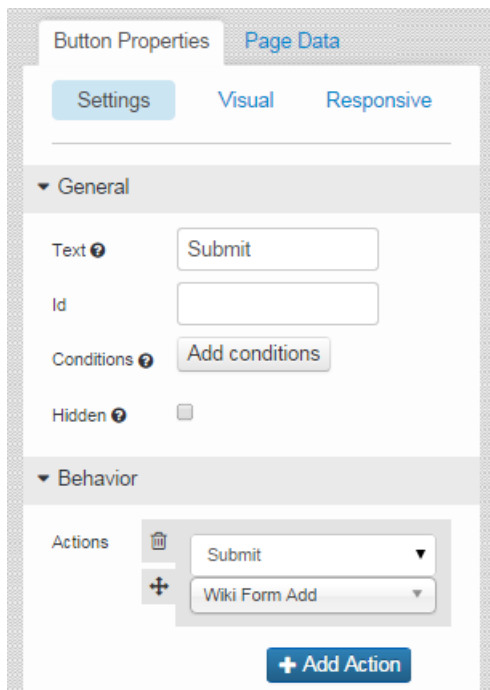 Button Properties Page Data
Settings Visual Responsive
General
Text
Submit
Id
Conditions
Add conditions
Hidden
Behavior
Actions
Submit
Wiki Form Add
Add Action